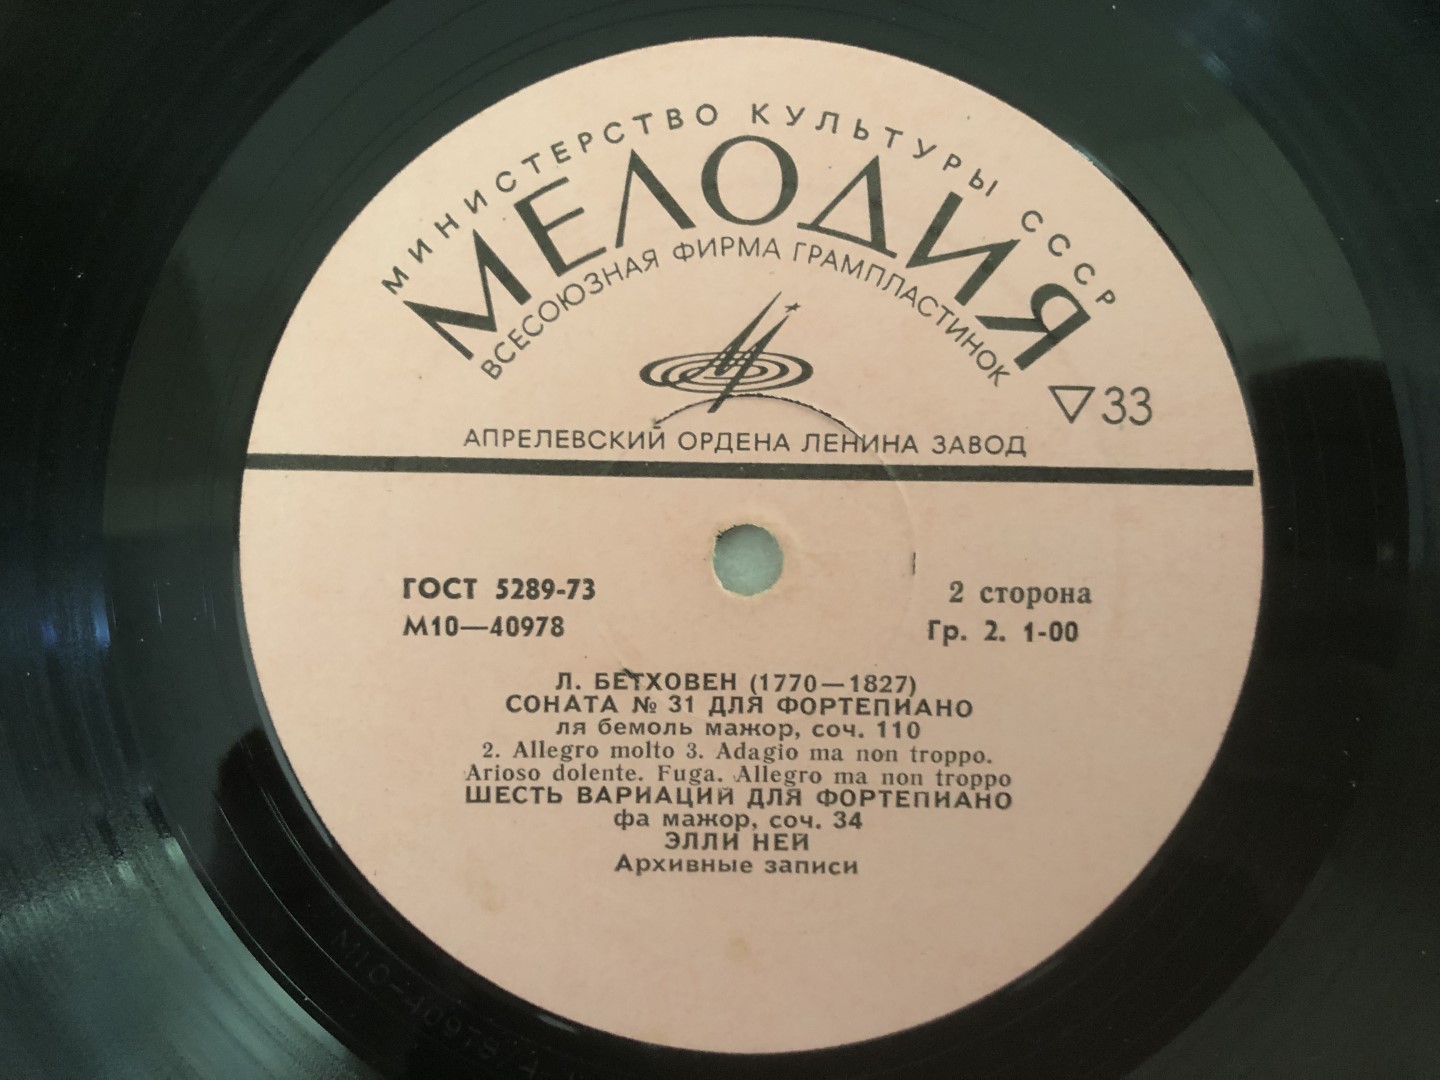 МИНИСТЕРСТВО КУЛЬТУРЫ СССР
МЕЛОДИЯ
ВСЕСОЮЗНАЯ ФИРМА ГРАМПЛАСТИНОК
33
АПРЕЛЕВСКИЙ ОРДЕНА ЛЕНИНА ЗАВОД
ГОСТ 5289-73
2 сторона
М10—40978
Гр. 2. 1-00
Л. БЕТХОВЕН (1770—1827)
СОНАТА № 31 ДЛЯ ФОРТЕПИАНО
ля бемоль мажор, соч. 110
2. Allegro molto 3. Adagio ma non troppo.
Arioso dolente. Fuga. Allegro ma non troppo
ШЕСТЬ ВАРИАЦИЙ ДЛЯ ФОРТЕПИАНО
фа мажор, соч. 34
ЭЛЛИ НЕЙ
Архивные записи